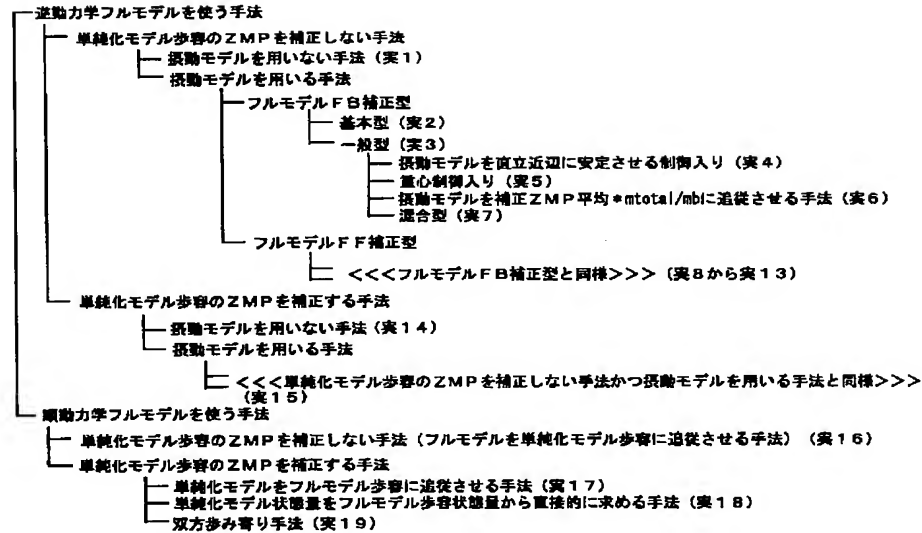 逆動力学フルモデルを使う手法
単純化モデル歩容のZMPを補正しない手法
摂動モデルを用いない手法（実1）
摂動モデルを用いる手法
フルモデルFB補正型
基本型（実2）
一般型（実3）
摂動モデルを直立近辺に安定させる制御入り（実4）
重心制御入り（実5）
摂動モデルを補正ZMP平均*mtotal/mbに追従させる手法（実6）
混合型（実7）
フルモデルFF補正型
<<<フルモデルFB補正型と同様>>>（実8から実13）
単純化モデル歩容のZMPを補正する手法
摂動モデルを用いない手法（実14）
摂動モデルを用いる手法
<<<単純化モデル歩容のZMPを補正しない手法かつ摂動モデルを用いる手法と同様>>>
（実15）
順動力学フルモデルを使う手法
単純化モデル歩容のZMPを補正しない手法（フルモデルを単純化モデル歩容に追従させる手法）（実16）
単純化モデル歩容のZMPを補正する手法
単純化モデルをフルモデル歩容に追従させる手法（実17）
単純化モデル状態量をフルモデル歩容状態量から直接的に求める手法（実18）
双方歩み寄り手法（実19）